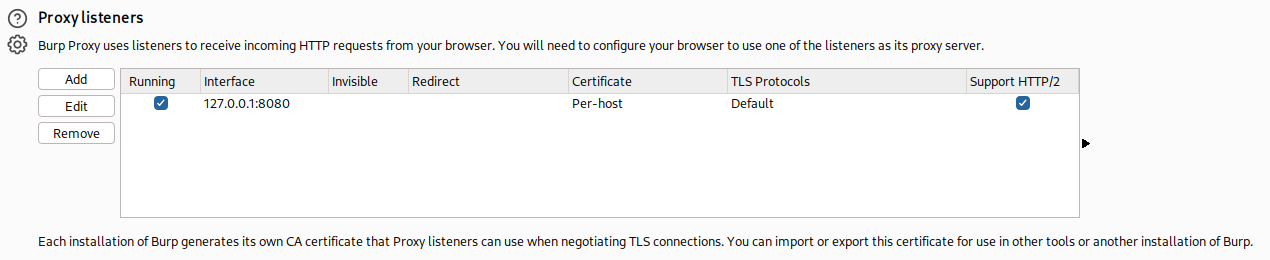 Proxy listeners
Burp Proxy uses listeners to receive incoming HTTP requests from your browser. You will need to configure your browser to use one of the listeners as its proxy server.
Add
Edit
Remove
Running Interface Invisible Redirect Certificate TLS Protocols Support HTTP/2
127.0.0.1:8080 Per-host Default
Each installation of Burp generates its own CA certificate that Proxy listeners can use when negotiating TLS connections. You can import or export this certificate for use in other tools or another installation of Burp.